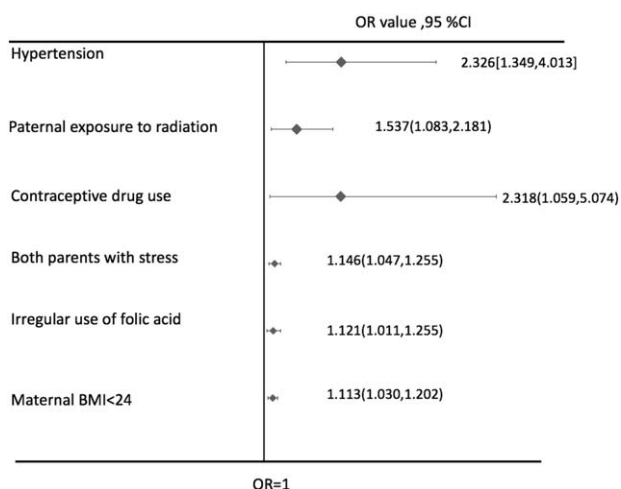 OR value ,95 %CI
Hypertension
2.326[1.349,4.013]
Paternal exposure to radiation
1.537(1.083,2.181)
Contraceptive drug use
2.318(1.059,5.074)
Both parents with stress
1.146(1.047,1.255)
Irregular use of folic acid
1.121(1.011,1.255)
Maternal BMI<24
1.113(1.030,1.202)
OR=1